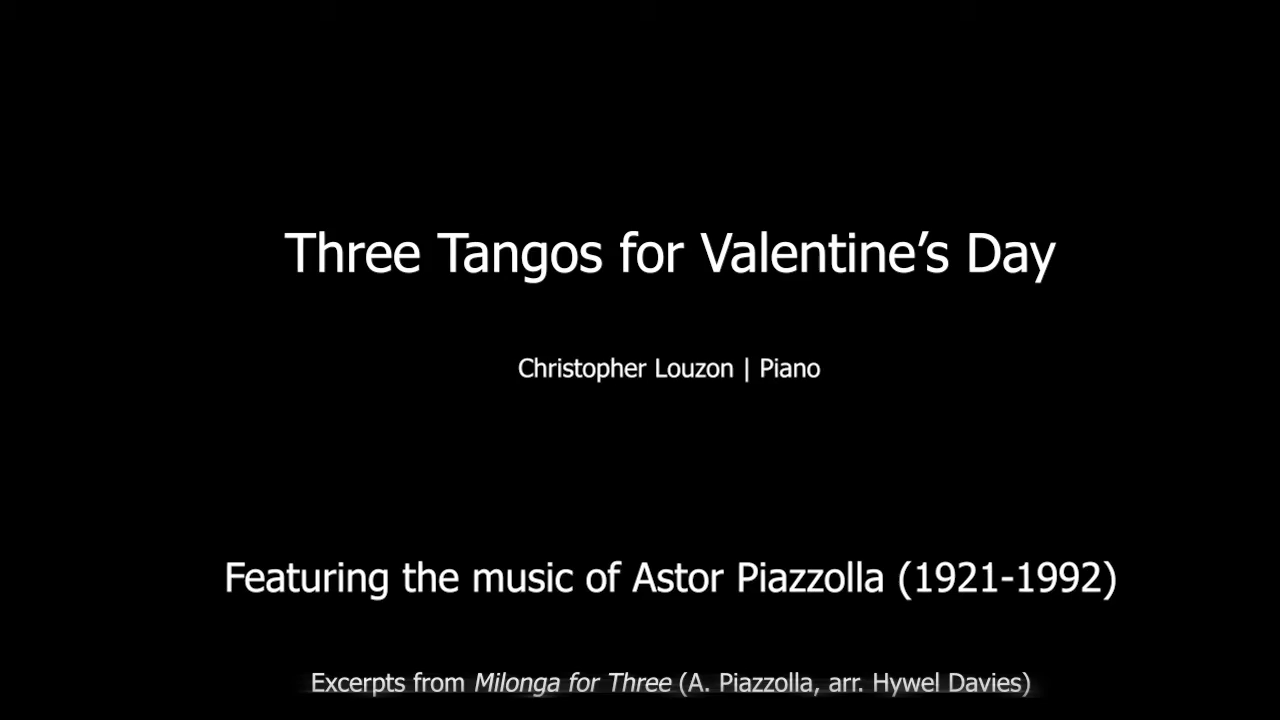 Three Tangos for Valentine’s Day
Christopher Louzon | Piano
Featuring the music of Astor Piazzolla (1921-1992)
Excerpts from Milonga for Three (A. Piazzolla, arr. Hywel Davies)